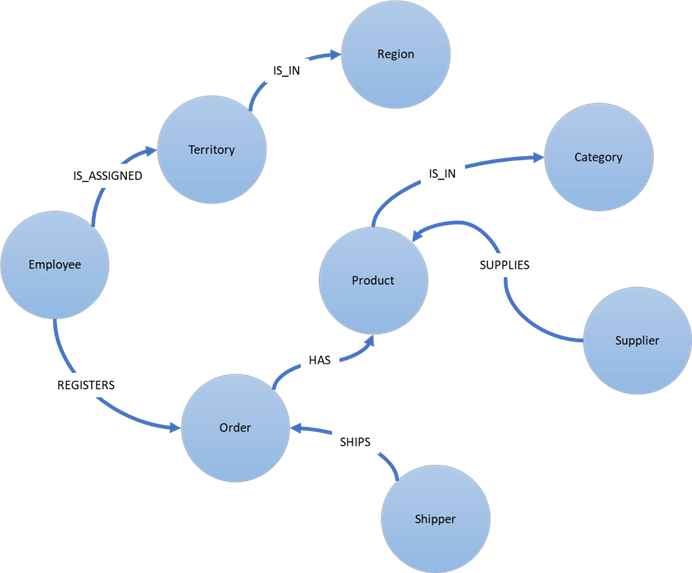 Region
IS_IN
Territory
Category
IS_IN
IS_ASSIGNED
Employee
SUPPLIES
Product
Supplier
HAS
REGISTERS
Order
SHIPS
Shipper